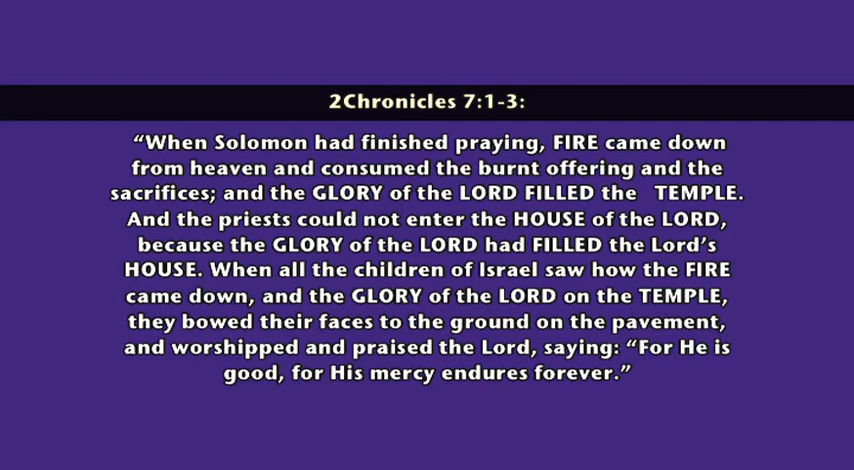 2Chronicles 7:1-3:
“When Solomon had finished praying, FIRE came down
from heaven and consumed the burnt offering and the
sacrifices; and the GLORY of the LORD FILLED the TEMPLE.
And the priests could not enter the HOUSE of the LORD,
because the GLORY of the LORD had FILLED the Lord’s
HOUSE. When all the children of Israel saw how the FIRE
came down, and the GLORY of the LORD on the TEMPLE,
they bowed their faces to the ground on the pavement,
and worshipped and praised the Lord, saying: “For He is
good, for His mercy endures forever.”